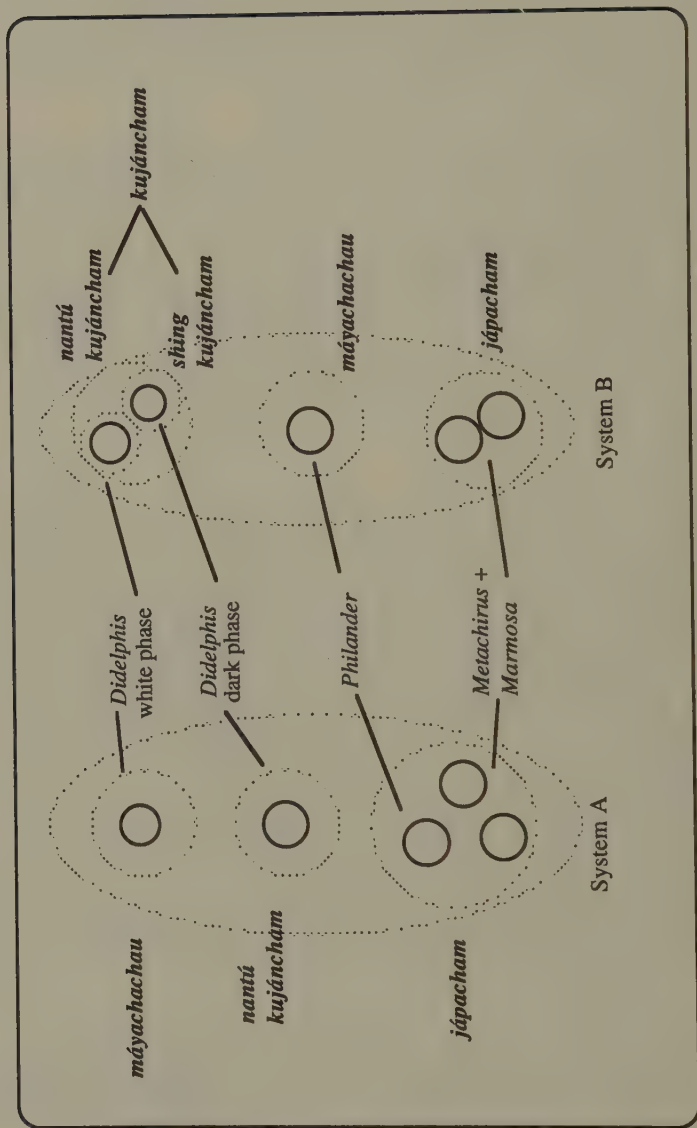 máyachachau
nantú
kujáncham
jápacham
System A
Didelphis
white phase
Didelphis
dark phase
Philander
Metachirus +
Marmosa
nantú
kujáncham
shing
kujáncham
kujáncham
máyachachau
jápacham
System B